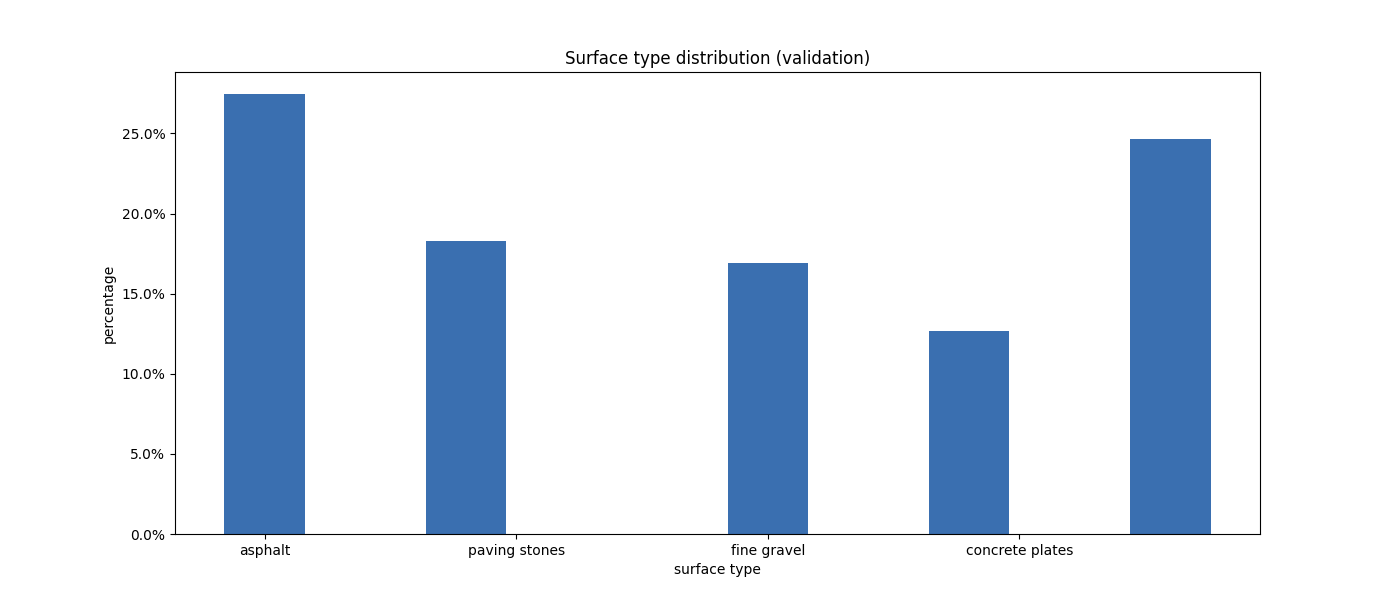 Surface type distribution (validation)
25.0%
20.0%
15.0%
10.0%
5.0%
0.0%
percentage
asphalt
paving stones
fine gravel
concrete plates
surface type